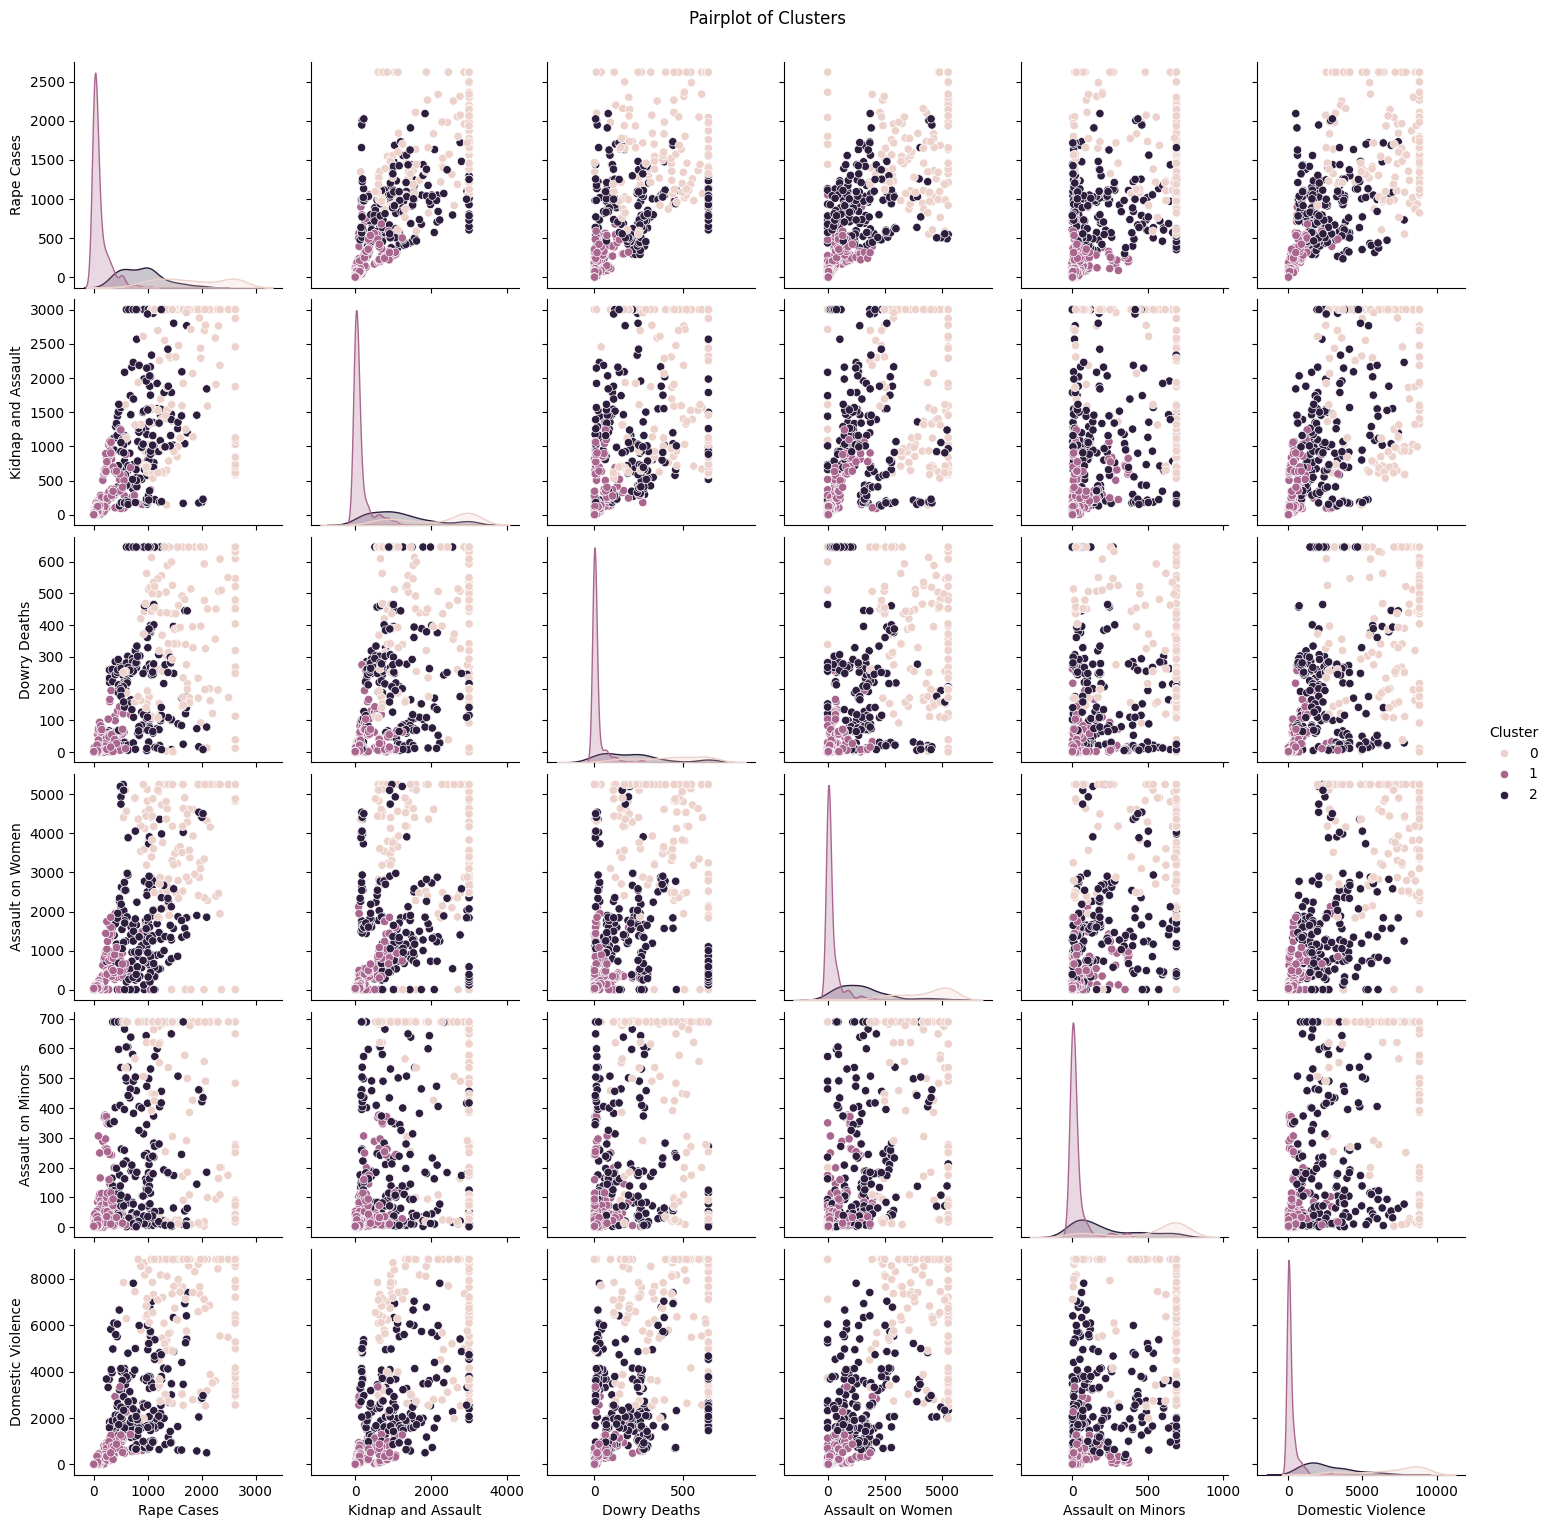 Pairplot of Clusters
2500
2000
1500
1000
500
0
Rape Cases
3000
2500
2000
1500
1000
500
0
Kidnap and Assault
600
500
400
300
200
100
0
Dowry Deaths
Cluster
0
1
2
5000
4000
3000
2000
1000
0
Assault on Women
700
600
500
400
300
200
100
0
Assault on Minors
8000
6000
4000
2000
0
Domestic Violence
0 1000 2000 3000
Rape Cases
0 2000 4000
Kidnap and Assault
0 500
Dowry Deaths
0 2500 5000
Assault on Women
0 500 1000
Assault on Minors
0 5000 10000
Domestic Violence